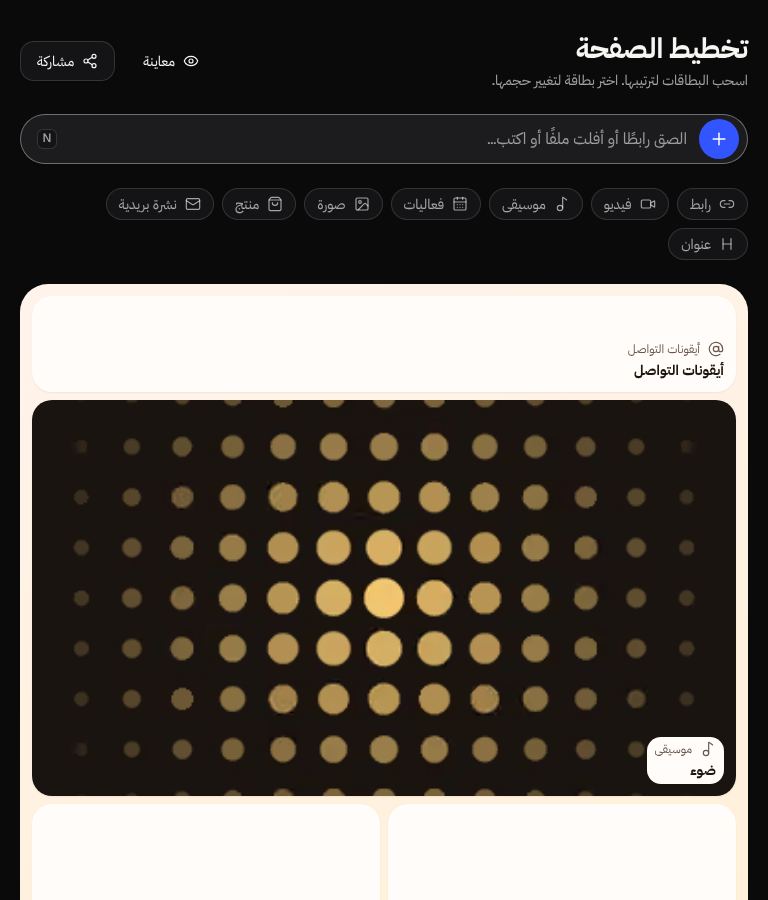 تخطيط الصفحة
اسحب البطاقات لترتيبها. اختر بطاقة لتغيير حجمها.
معاينة
مشاركة
الصق رابطًا أو أفلت ملفًا أو اكتب...
N
رابط
فيديو
موسيقى
فعاليات
صورة
منتج
نشرة بريدية
عنوان
أيقونات التواصل
أيقونات التواصل
موسيقى
ضوء